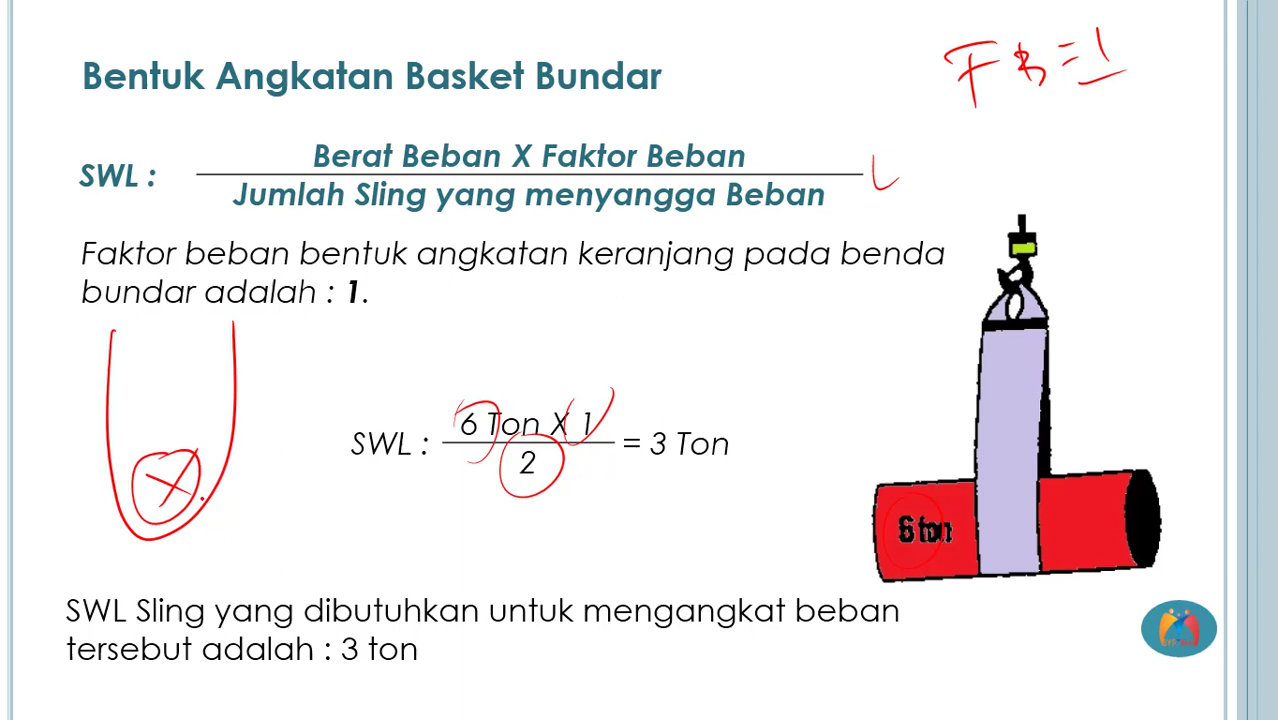 Bentuk Angkatan Basket Bundar
FB = 1
SWL :
Berat Beban X Faktor Beban
Jumlah Sling yang menyangga Beban
Faktor beban bentuk angkatan keranjang pada benda
bundar adalah : 1.
SWL : 6 Ton X 1
2
= 3 Ton
6 ton
SWL Sling yang dibutuhkan untuk mengangkat beban
tersebut adalah : 3 ton